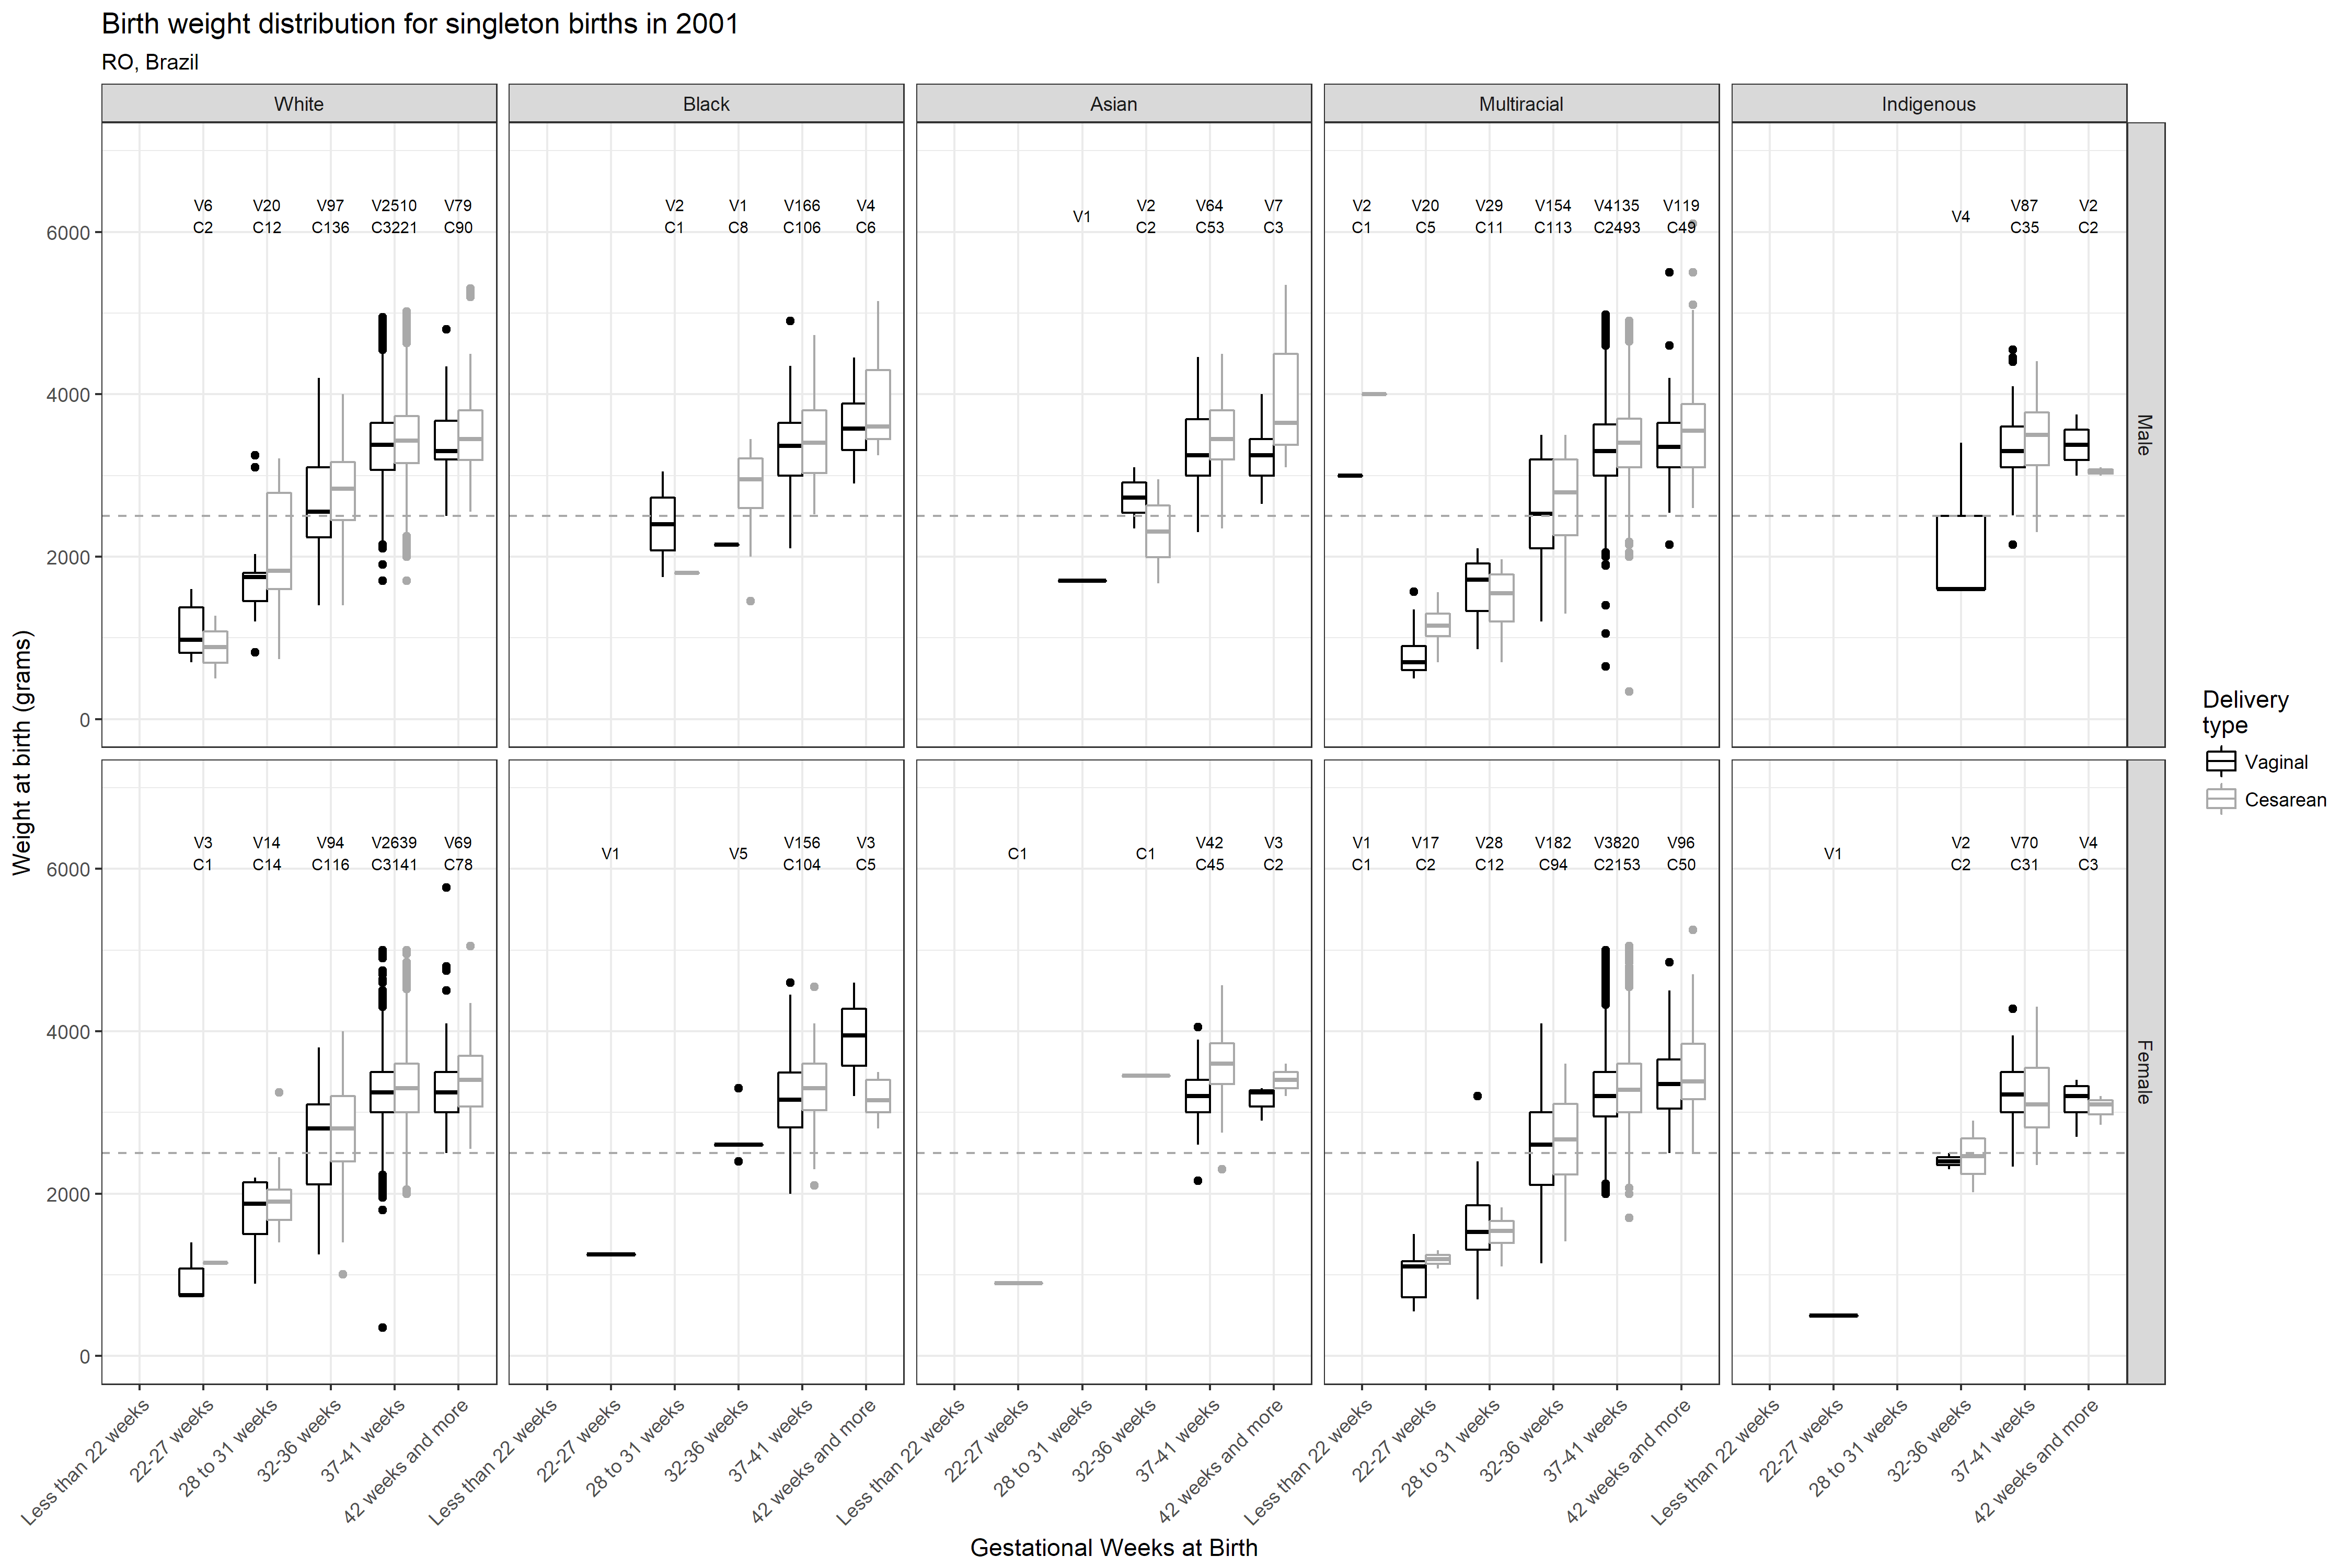 Birth weight distribution for singleton births in 2001
RO, Brazil
White Black Asian Multiracial Indigenous
V6 V20 V97 V2510 V79 V2 V1 V166 V4 V1 V2 V64 V7 V2 V20 V29 V154 V4135 V119 V4 V87 V2
C2 C12 C136 C3221 C90 C1 C8 C106 C6 C2 C53 C3 C1 C5 C11 C113 C2493 C49 C35 C2
6000
4000
2000
0
Male
V3 V14 V94 V2639 V69 V1 V5 V156 V3 C1 C1 V42 V3 V1 V17 V28 V182 V3820 V96 V1 V2 V70 V4
C1 C14 C116 C3141 C78 C104 C5 C45 C2 C1 C2 C12 C94 C2153 C50 C2 C31 C3
6000
4000
2000
0
Female
Weight at birth (grams)
Less than 22 weeks 22-27 weeks 28 to 31 weeks 32-36 weeks 37-41 weeks 42 weeks and more
Less than 22 weeks 22-27 weeks 28 to 31 weeks 32-36 weeks 37-41 weeks 42 weeks and more
Less than 22 weeks 22-27 weeks 28 to 31 weeks 32-36 weeks 37-41 weeks 42 weeks and more
Less than 22 weeks 22-27 weeks 28 to 31 weeks 32-36 weeks 37-41 weeks 42 weeks and more
Less than 22 weeks 22-27 weeks 28 to 31 weeks 32-36 weeks 37-41 weeks 42 weeks and more
Gestational Weeks at Birth
Delivery
type
Vaginal
Cesarean